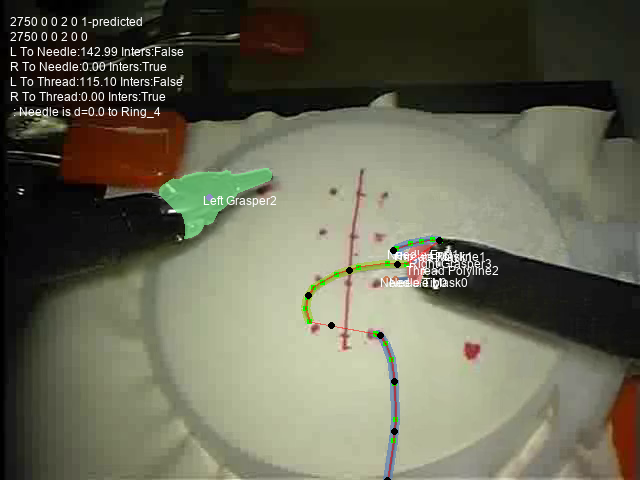 2750 0 0 2 0 1-predicted
2750 0 0 2 0 0
L To Needle:142.99 Inters:False
R To Needle:0.00 Inters:True
L To Thread:115.10 Inters:False
R To Thread:0.00 Inters:True
: Needle is d=0.0 to Ring_4
Left Grasper2
Right Grasper3
Thread Polyline2